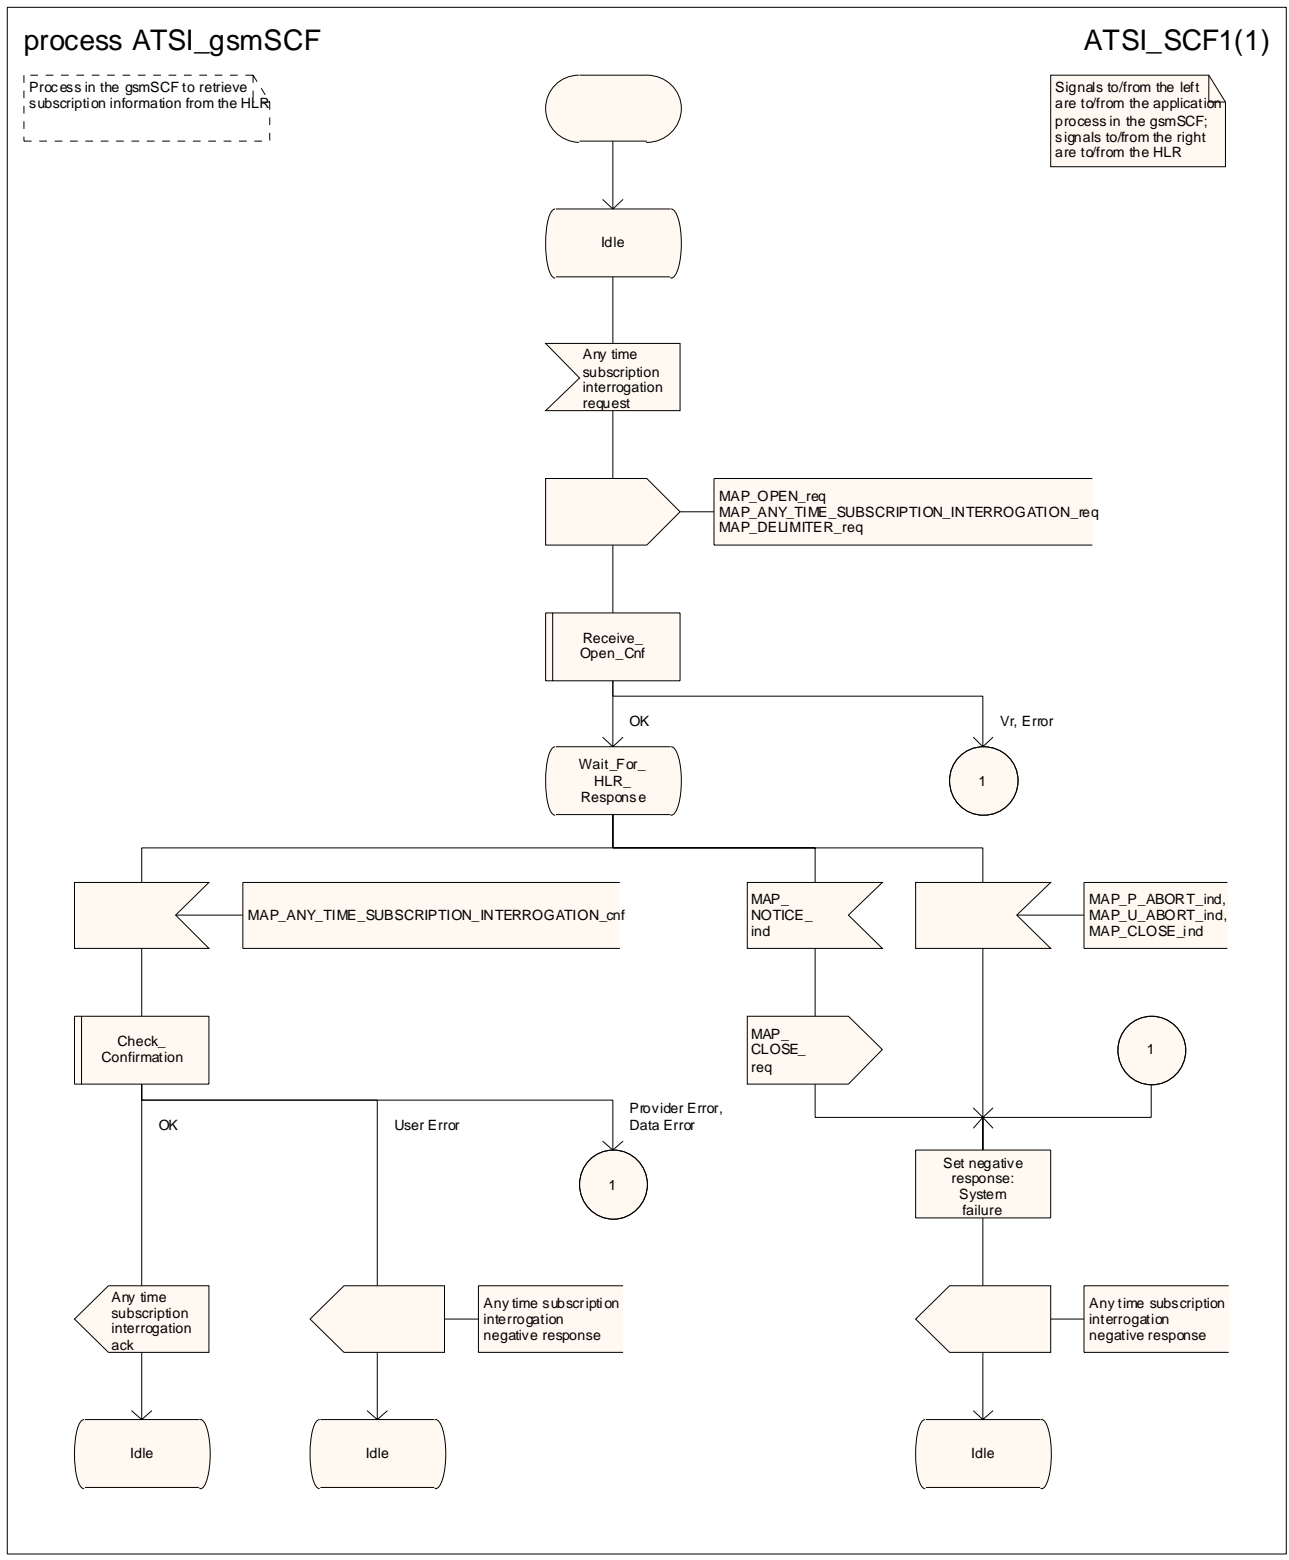 process ATSI_gsmSCF
ATSI_SCF1(1)
Process in the gsmSCF to retrieve
subscription information from the HLR
Signals to/from the left
are to/from the application
process in the gsmSCF;
signals to/from the right
are to/from the HLR
Idle
Any time
subscription
interrogation
request
MAP_OPEN_req
MAP_ANY_TIME_SUBSCRIPTION_INTERROGATION_req
MAP_DELIMITER_req
Receive_
Open_Cnf
OK
Vr, Error
Wait_For_
HLR_
Response
1
MAP_ANY_TIME_SUBSCRIPTION_INTERROGATION_cnf
MAP_
NOTICE_
ind
MAP_P_ABORT_ind,
MAP_U_ABORT_ind,
MAP_CLOSE_ind
Check_
Confirmation
MAP_
CLOSE_
req
1
OK
User Error
Provider Error,
Data Error
1
Set negative
response:
System
failure
Any time
subscription
interrogation
ack
Any time subscription
interrogation
negative response
Any time subscription
interrogation
negative response
Idle
Idle
Idle